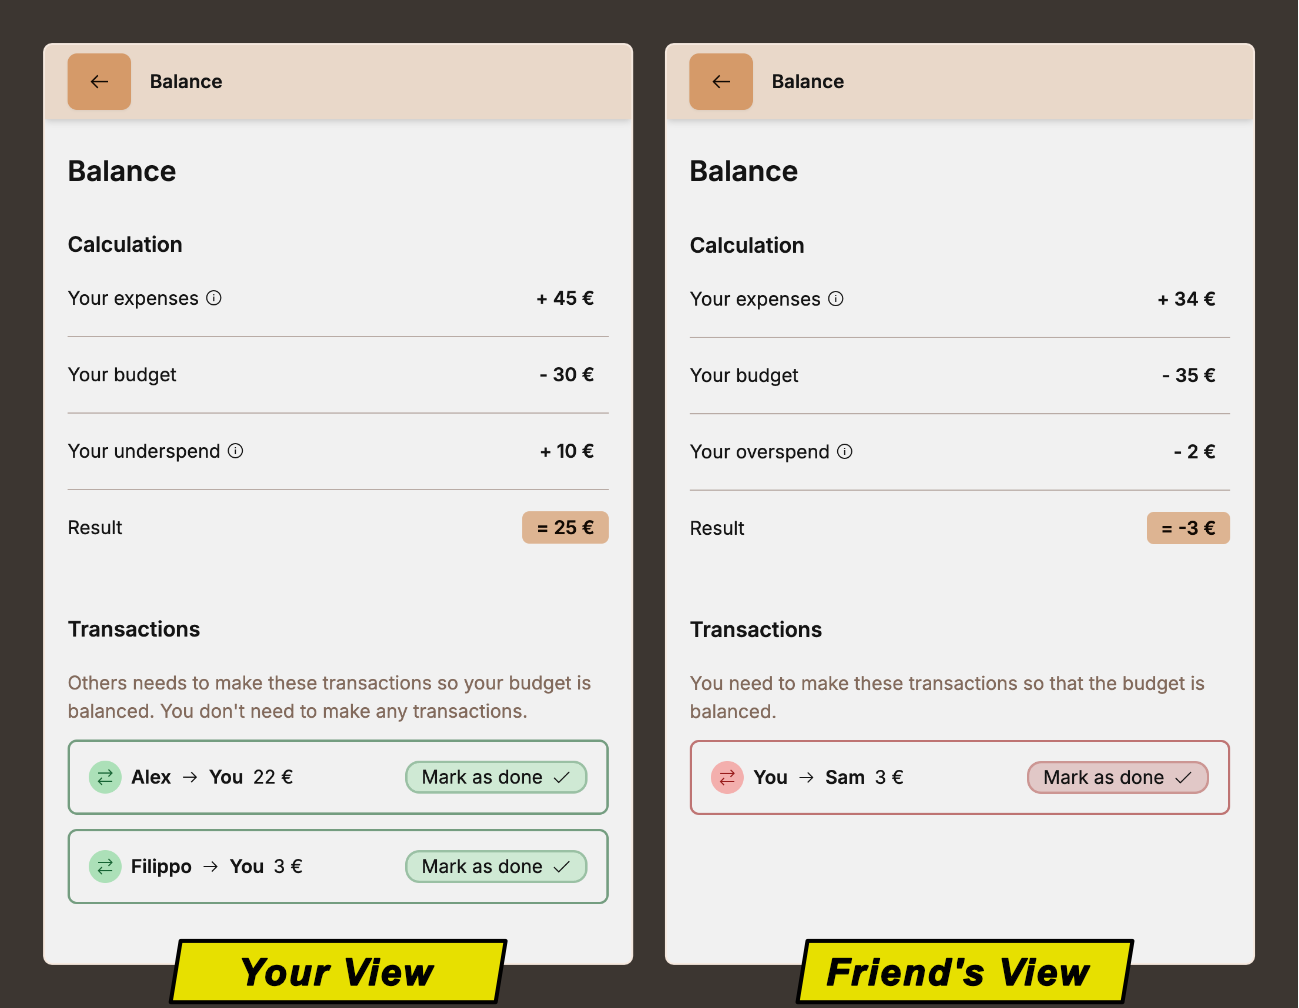 Balance
Balance
Calculation
Your expenses + 45 €
Your budget - 30 €
Your underspend + 10 €
Result = 25 €
Transactions
Others needs to make these transactions so your budget is
balanced. You don't need to make any transactions.
Alex → You 22 € Mark as done ✓
Filippo → You 3 € Mark as done ✓
Your View
Balance
Balance
Calculation
Your expenses + 34 €
Your budget - 35 €
Your overspend - 2 €
Result = -3 €
Transactions
You need to make these transactions so that the budget is
balanced.
You → Sam 3 € Mark as done ✓
Friend's View